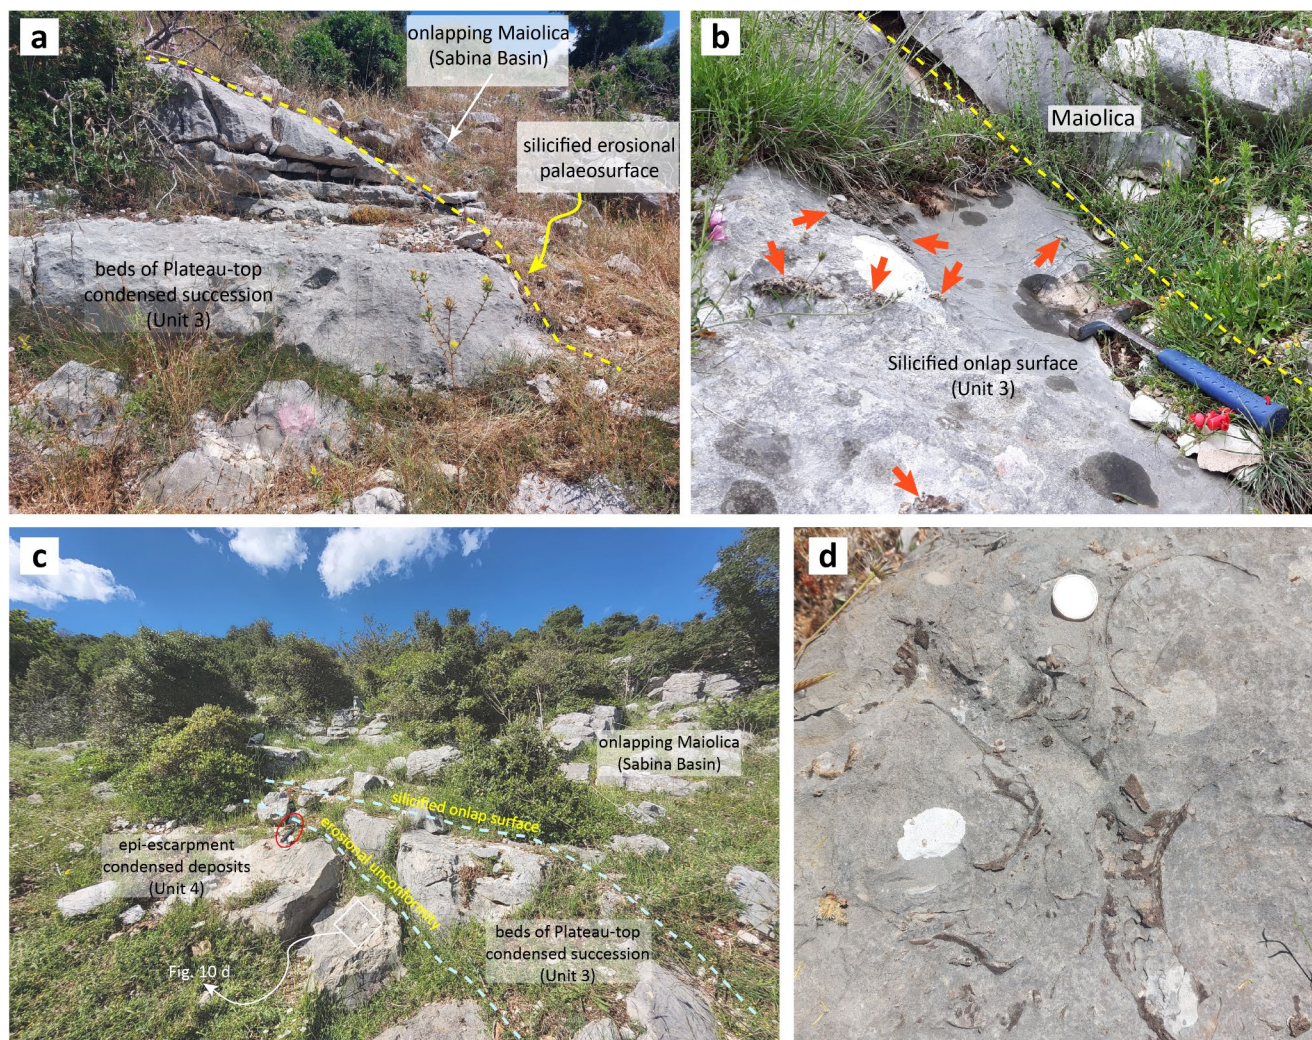 a
onlapping Maiolica
(Sabina Basin)
silicified erosional
palaeosurface
beds of Plateau-top
condensed succession
(Unit 3)
b
Maiolica
Silicified onlap surface
(Unit 3)
c
onlapping Maiolica
(Sabina Basin)
silicified onlap surface
erosional unconformity
epi-escarpment
condensed deposits
(Unit 4)
beds of Plateau-top
condensed succession
(Unit 3)
Fig. 10 d
d